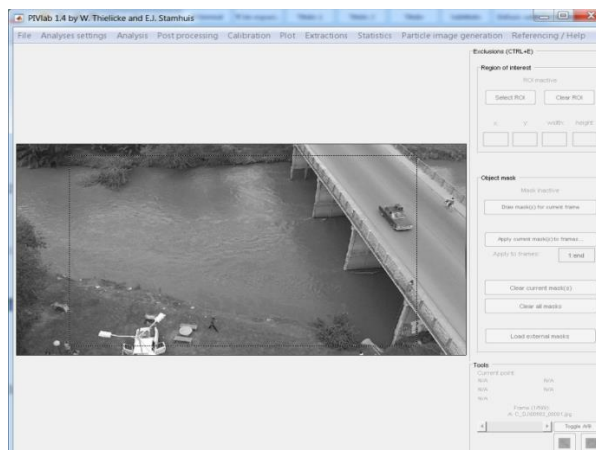 PIVlab 1.4 by W. Thielicke and E.J. Stamhuis
File Analyses settings Analysis Post processing Calibration Plot Extractions Statistics Particle image generation Referencing / Help
Exclusions (CTRL+E)
Region of interest
ROI inactive
Select ROI Clear ROI
x: y: width: height:
Object mask
Mask inactive
Draw mask(s) for current frame
Apply current mask(s) to frames...
Apply to frames: 1:end
Clear current mask(s)
Clear all masks
Load external masks
Tools
Current point
N/A N/A
N/A N/A
N/A
Toggle A/B